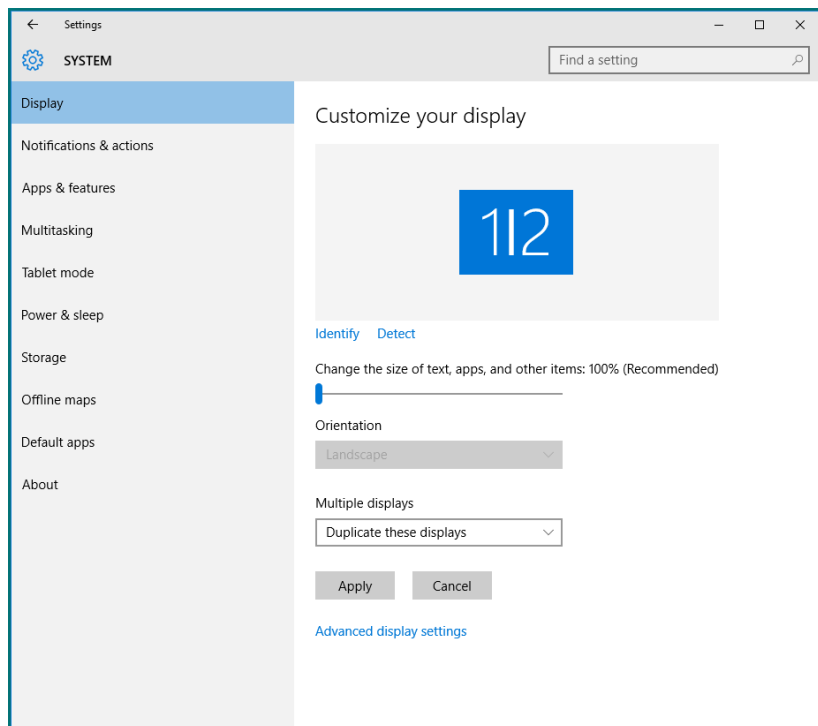 Settings
SYSTEM
Find a setting
Display
Notifications & actions
Apps & features
Multitasking
Tablet mode
Power & sleep
Storage
Offline maps
Default apps
About
Customize your display
1|2
Identify Detect
Change the size of text, apps, and other items: 100% (Recommended)
Orientation
Landscape
Multiple displays
Duplicate these displays
Apply Cancel
Advanced display settings